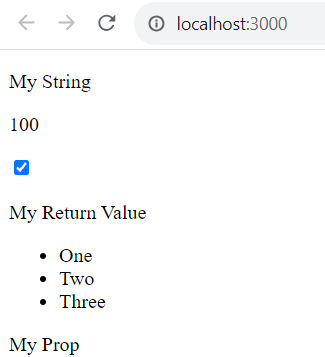 localhost:3000
My String
100
My Return Value
One
Two
Three
My Prop